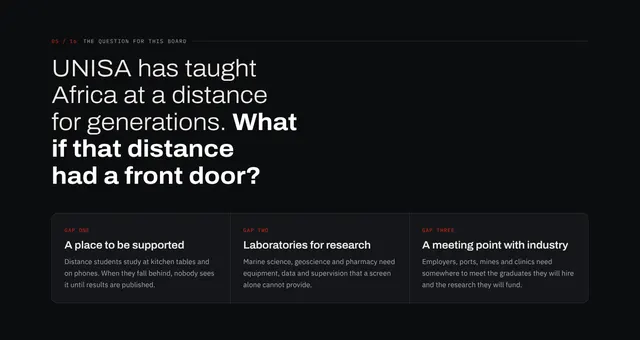 05 / 16 THE QUESTION FOR THIS BOARD
UNISA has taught
Africa at a distance
for generations. What
if that distance
had a front door?
GAP ONE
A place to be supported
Distance students study at kitchen tables and
on phones. When they fall behind, nobody sees
it until results are published.
GAP TWO
Laboratories for research
Marine science, geoscience and pharmacy need
equipment, data and supervision that a screen
alone cannot provide.
GAP THREE
A meeting point with industry
Employers, ports, mines and clinics need
somewhere to meet the graduates they will hire
and the research they will fund.